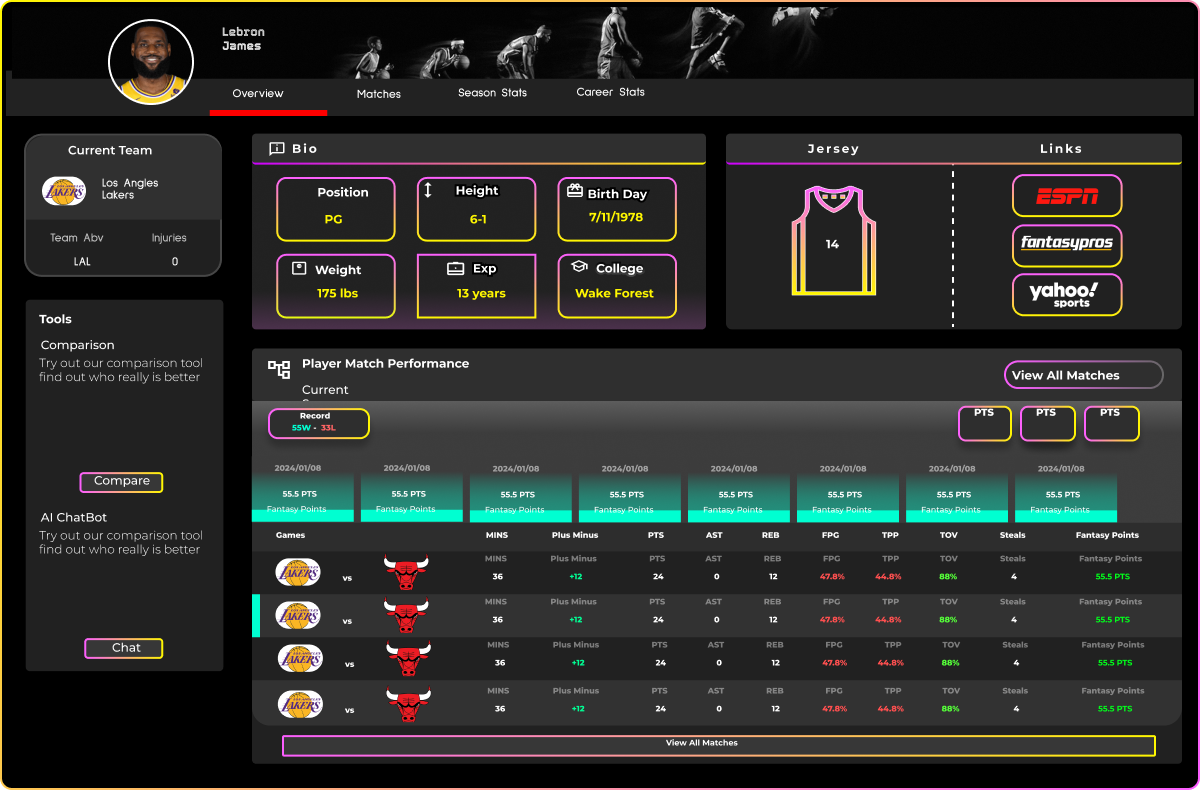 Lebron
James
Overview
Matches
Season Stats
Career Stats
Current Team
LOS ANGELES
LAKERS
Los Angles
Lakers
Team Abv
Injuries
LAL
0
Tools
Comparison
Try out our comparison tool
find out who really is better
Compare
AI ChatBot
Try out our comparison tool
find out who really is better
Chat
Bio
Position
PG
Height
6-1
Birth Day
7/11/1978
Weight
175 lbs
Exp
13 years
College
Wake Forest
Jersey
14
Links
ESPN
fantasypros
yahoo!
sports
Player Match Performance
Current
View All Matches
Record
55W - 33L
PTS
PTS
PTS
2024/01/08 2024/01/08 2024/01/08 2024/01/08 2024/01/08 2024/01/08 2024/01/08 2024/01/08
55.5 PTS 55.5 PTS 55.5 PTS 55.5 PTS 55.5 PTS 55.5 PTS 55.5 PTS 55.5 PTS
Fantasy Points Fantasy Points Fantasy Points Fantasy Points Fantasy Points Fantasy Points Fantasy Points Fantasy Points
Games MINS Plus Minus PTS AST REB FPG TPP TOV Steals Fantasy Points
MINS Plus Minus PTS AST REB FPG TPP TOV Steals Fantasy Points
LAKERS vs 36 +12 24 0 12 47.8% 44.8% 88% 4 55.5 PTS
MINS Plus Minus PTS AST REB FPG TPP TOV Steals Fantasy Points
LAKERS vs 36 +12 24 0 12 47.8% 44.8% 88% 4 55.5 PTS
MINS Plus Minus PTS AST REB FPG TPP TOV Steals Fantasy Points
LAKERS vs 36 +12 24 0 12 47.8% 44.8% 88% 4 55.5 PTS
MINS Plus Minus PTS AST REB FPG TPP TOV Steals Fantasy Points
LAKERS vs 36 +12 24 0 12 47.8% 44.8% 88% 4 55.5 PTS
View All Matches